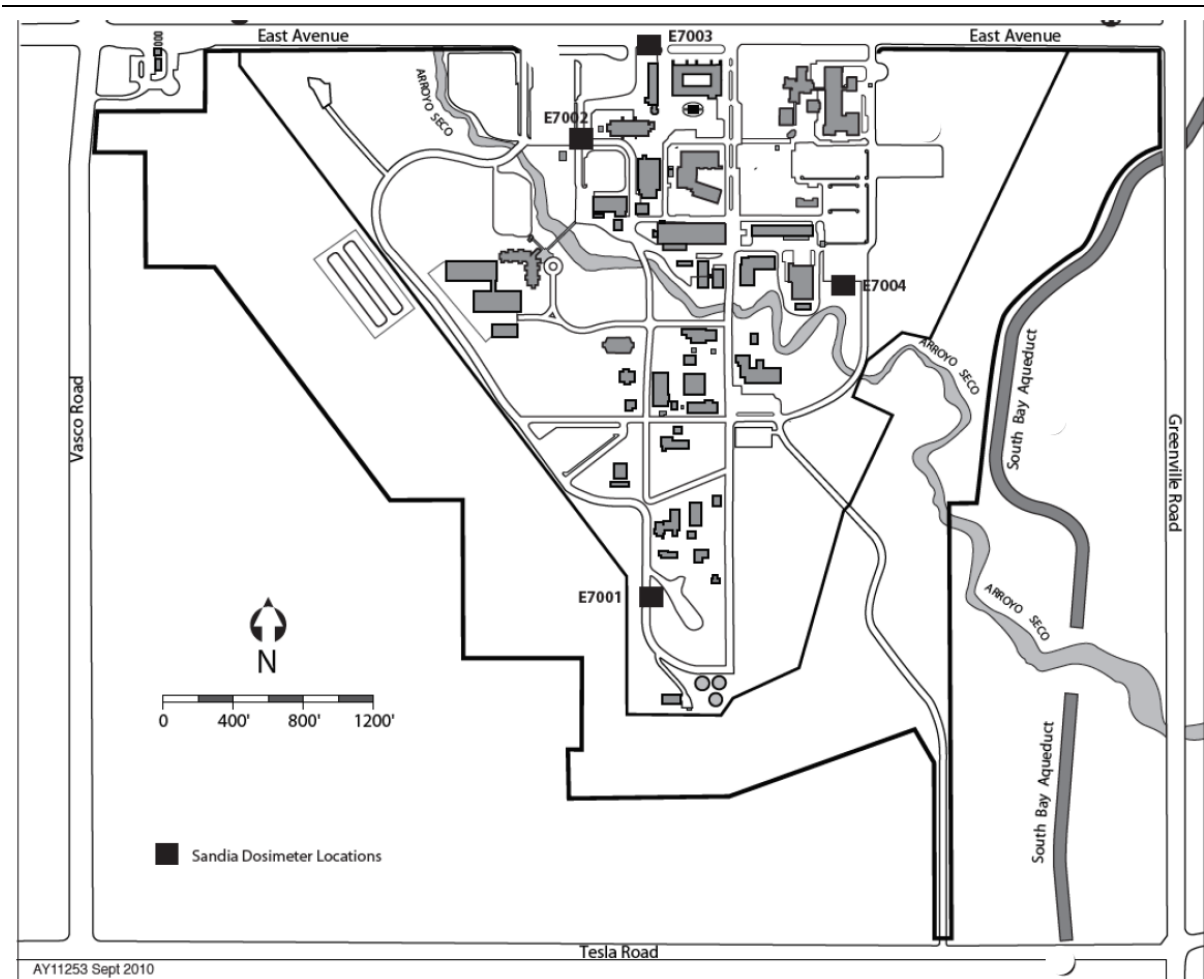 East Avenue
E7003
East Avenue
ARROYO SECO
E7002
E7004
ARROYO SECO
South Bay Aqueduct
Vasco Road
Greenville Road
E7001
ARROYO SECO
N
0 400' 800' 1200'
South Bay Aqueduct
Sandia Dosimeter Locations
Tesla Road
AY11253 Sept 2010